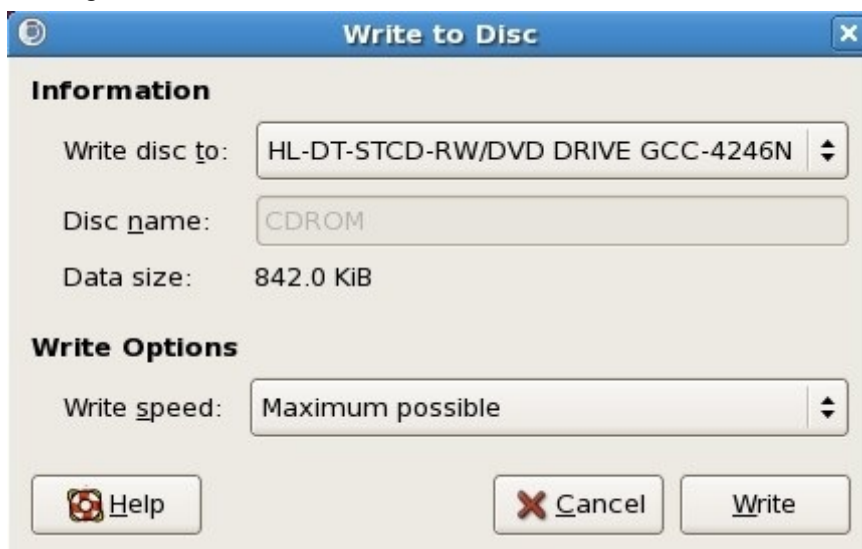 Write to Disc
Information
Write disc to: HL-DT-STCD-RW/DVD DRIVE GCC-4246N
Disc name: CDROM
Data size: 842.0 KiB
Write Options
Write speed: Maximum possible
Help Cancel Write